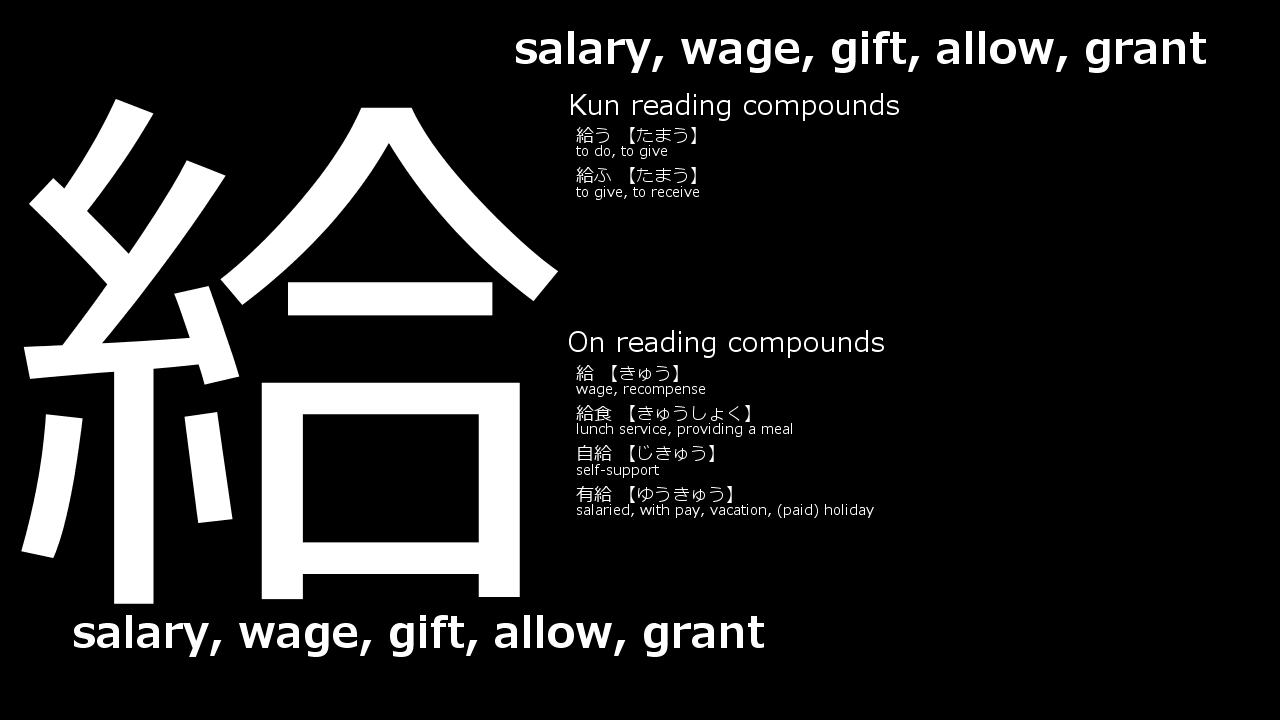 salary, wage, gift, allow, grant
給
Kun reading compounds
給う 【たまう】
to do, to give
給ふ 【たまう】
to give, to receive
On reading compounds
給 【きゅう】
wage, recompense
給食 【きゅうしょく】
lunch service, providing a meal
自給 【じきゅう】
self-support
有給 【ゆうきゅう】
salaried, with pay, vacation, (paid) holiday
salary, wage, gift, allow, grant